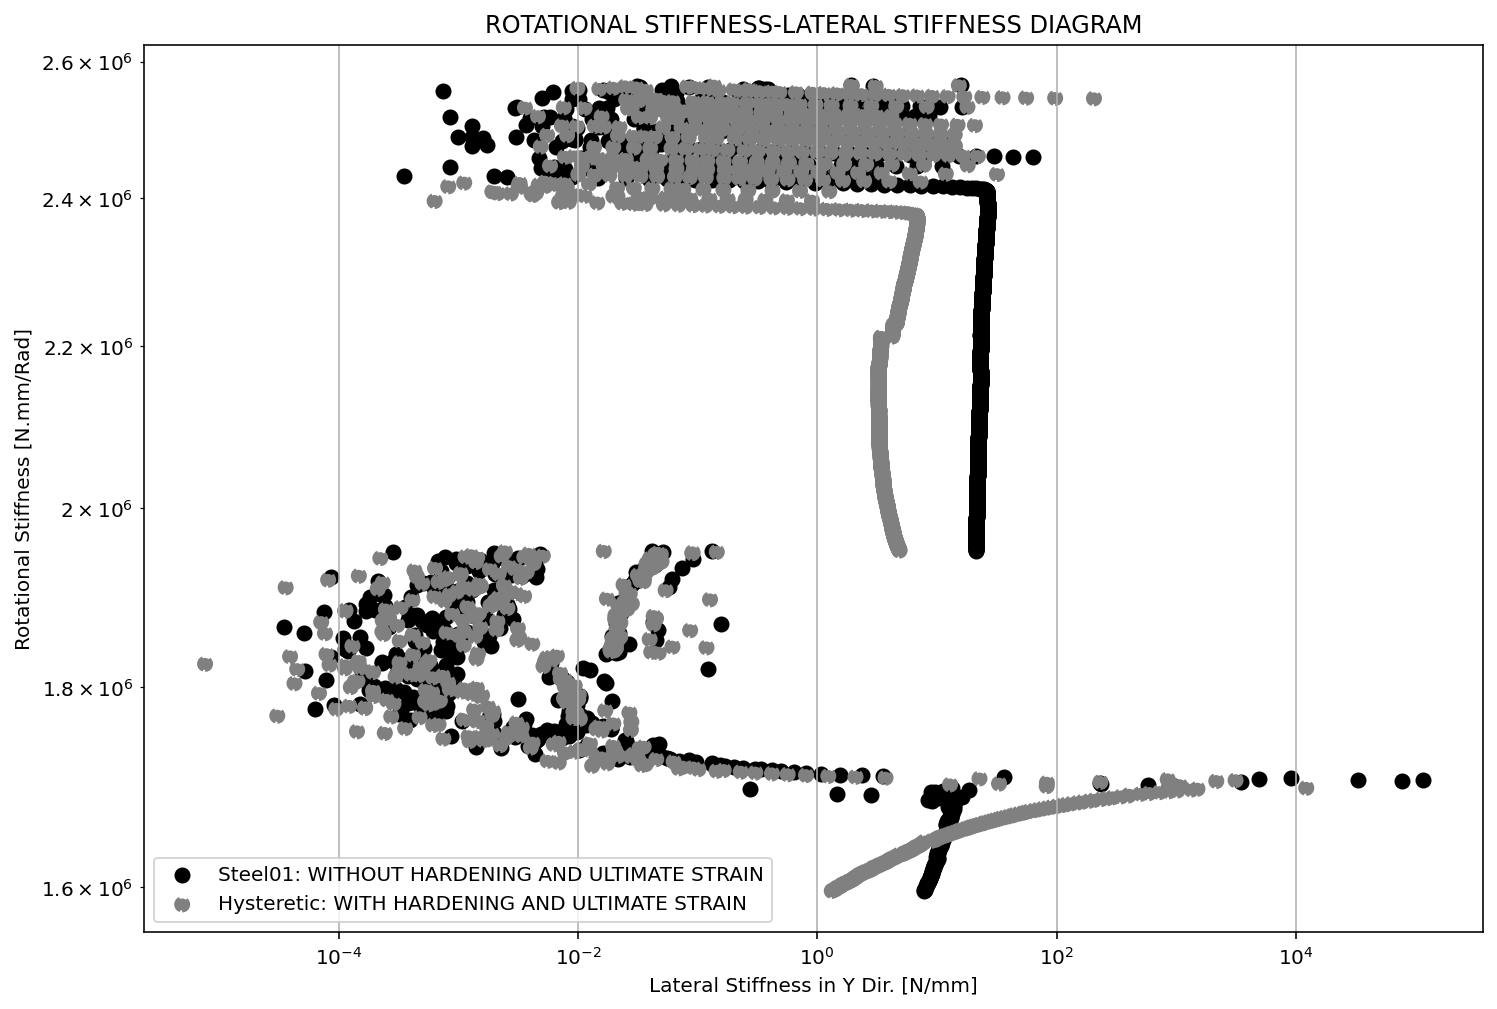 ROTATIONAL STIFFNESS-LATERAL STIFFNESS DIAGRAM
Rotational Stiffness [N.mm/Rad]
2.6 × 10⁶
2.4 × 10⁶
2.2 × 10⁶
2 × 10⁶
1.8 × 10⁶
1.6 × 10⁶
Steel01: WITHOUT HARDENING AND ULTIMATE STRAIN
Hysteretic: WITH HARDENING AND ULTIMATE STRAIN
10⁻⁴ 10⁻² 10⁰ 10² 10⁴
Lateral Stiffness in Y Dir. [N/mm]